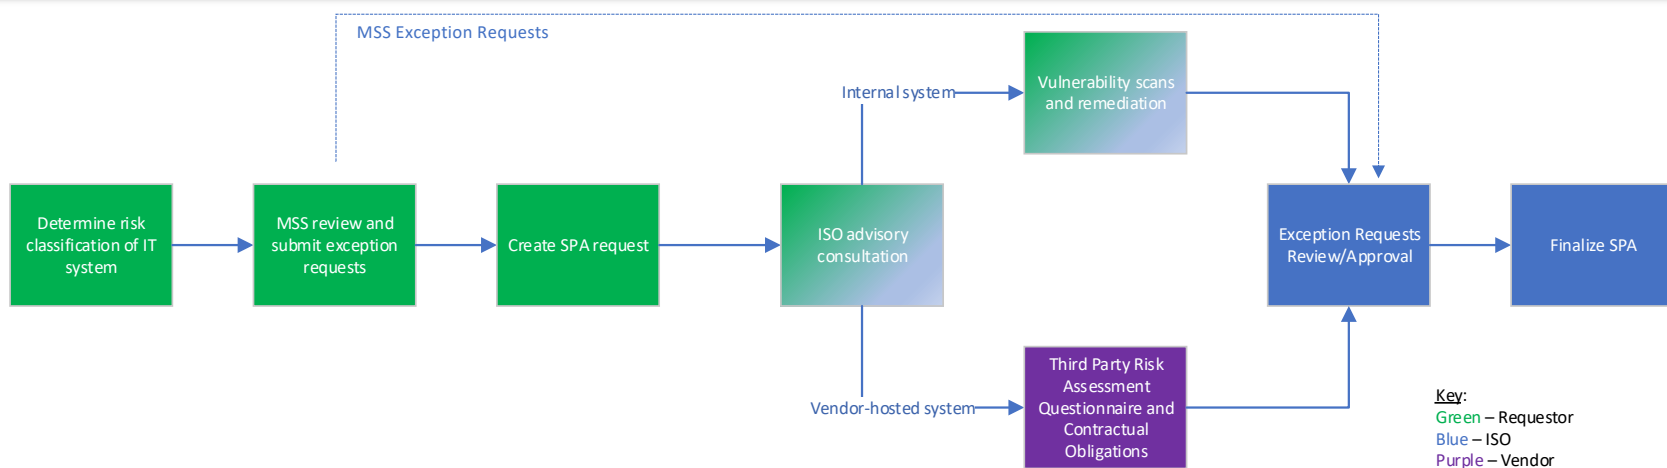 MSS Exception Requests
Internal system
Vulnerability scans
and remediation
Determine risk
classification of IT
system
MSS review and
submit exception
requests
Create SPA request
ISO advisory
consultation
Exception Requests
Review/Approval
Finalize SPA
Vendor-hosted system
Third Party Risk
Assessment
Questionnaire and
Contractual
Obligations
Key:
Green – Requestor
Blue – ISO
Purple – Vendor